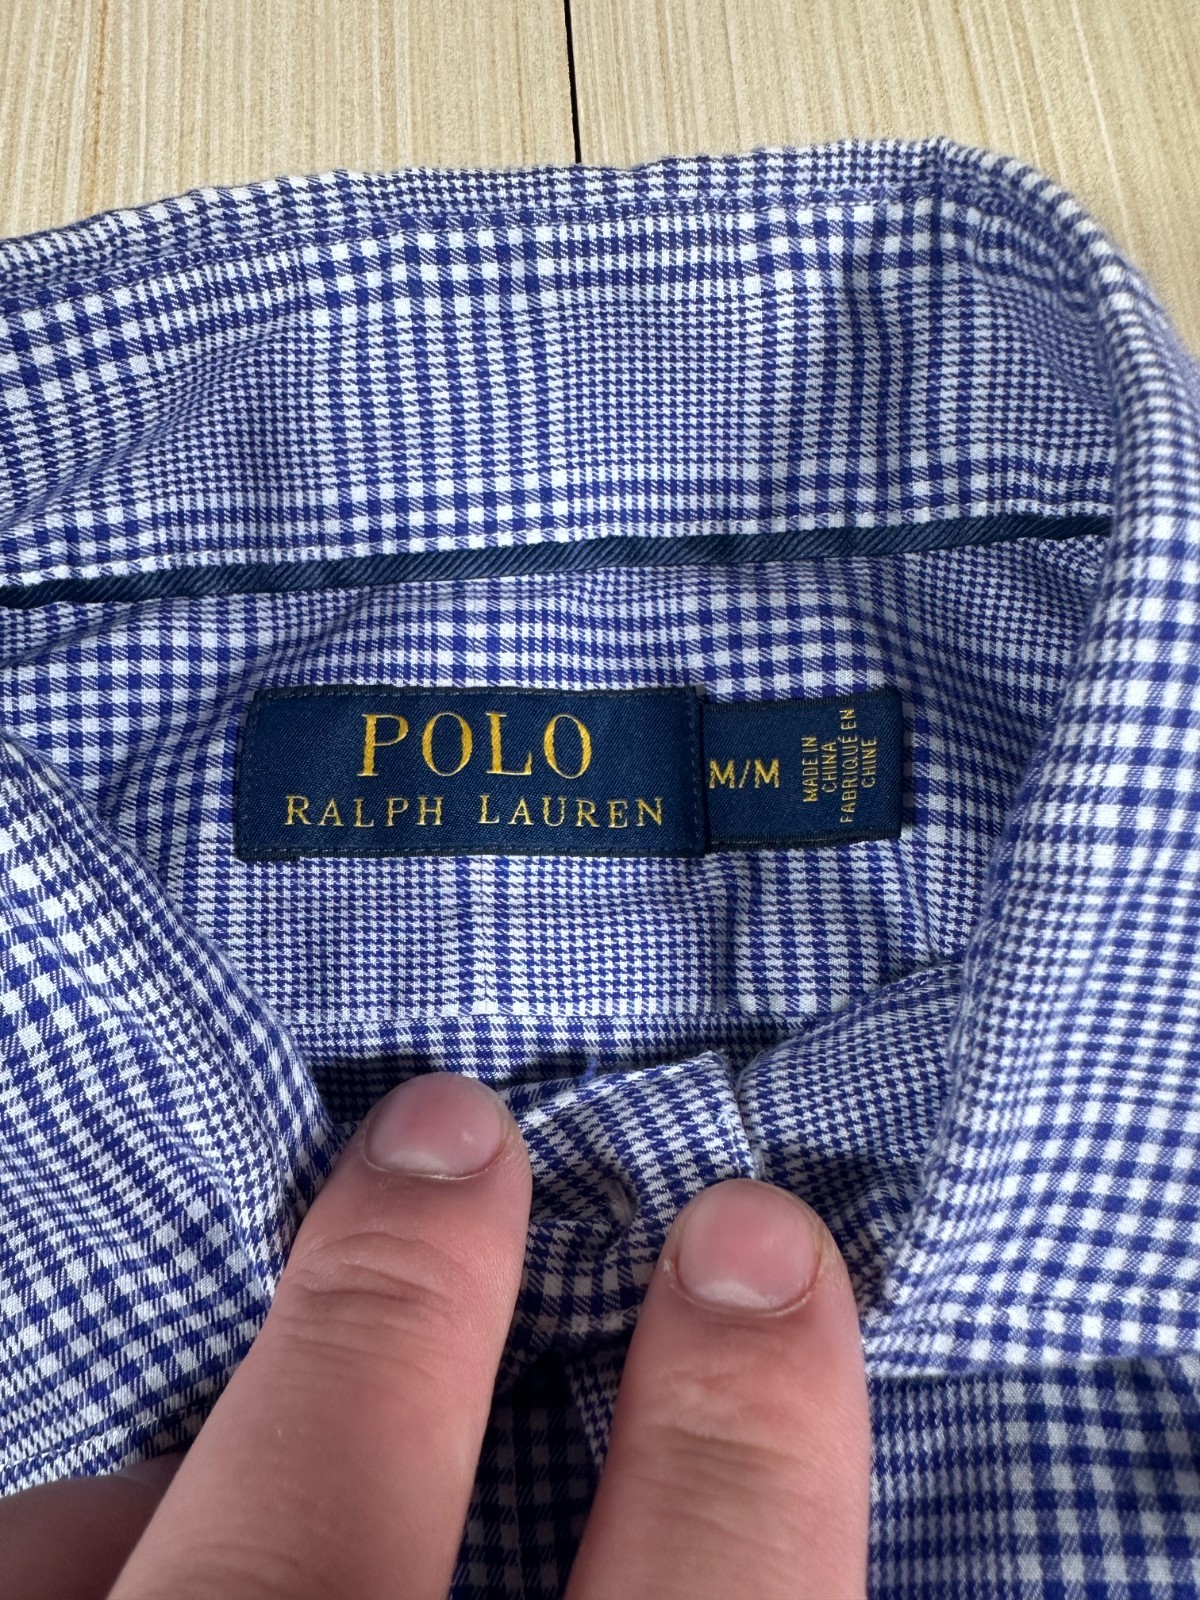 POLO
RALPH LAUREN
M/M
MADE IN
CHINA
FABRIQUÉ EN
CHINE